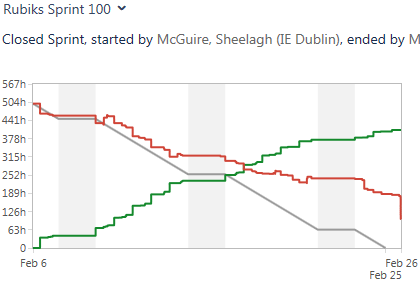 Rubiks Sprint 100
Closed Sprint, started by McGuire, Sheelagh (IE Dublin), ended by M
567h
504h
441h
378h
315h
252h
189h
126h
63h
0
Feb 6
Feb 26
Feb 25